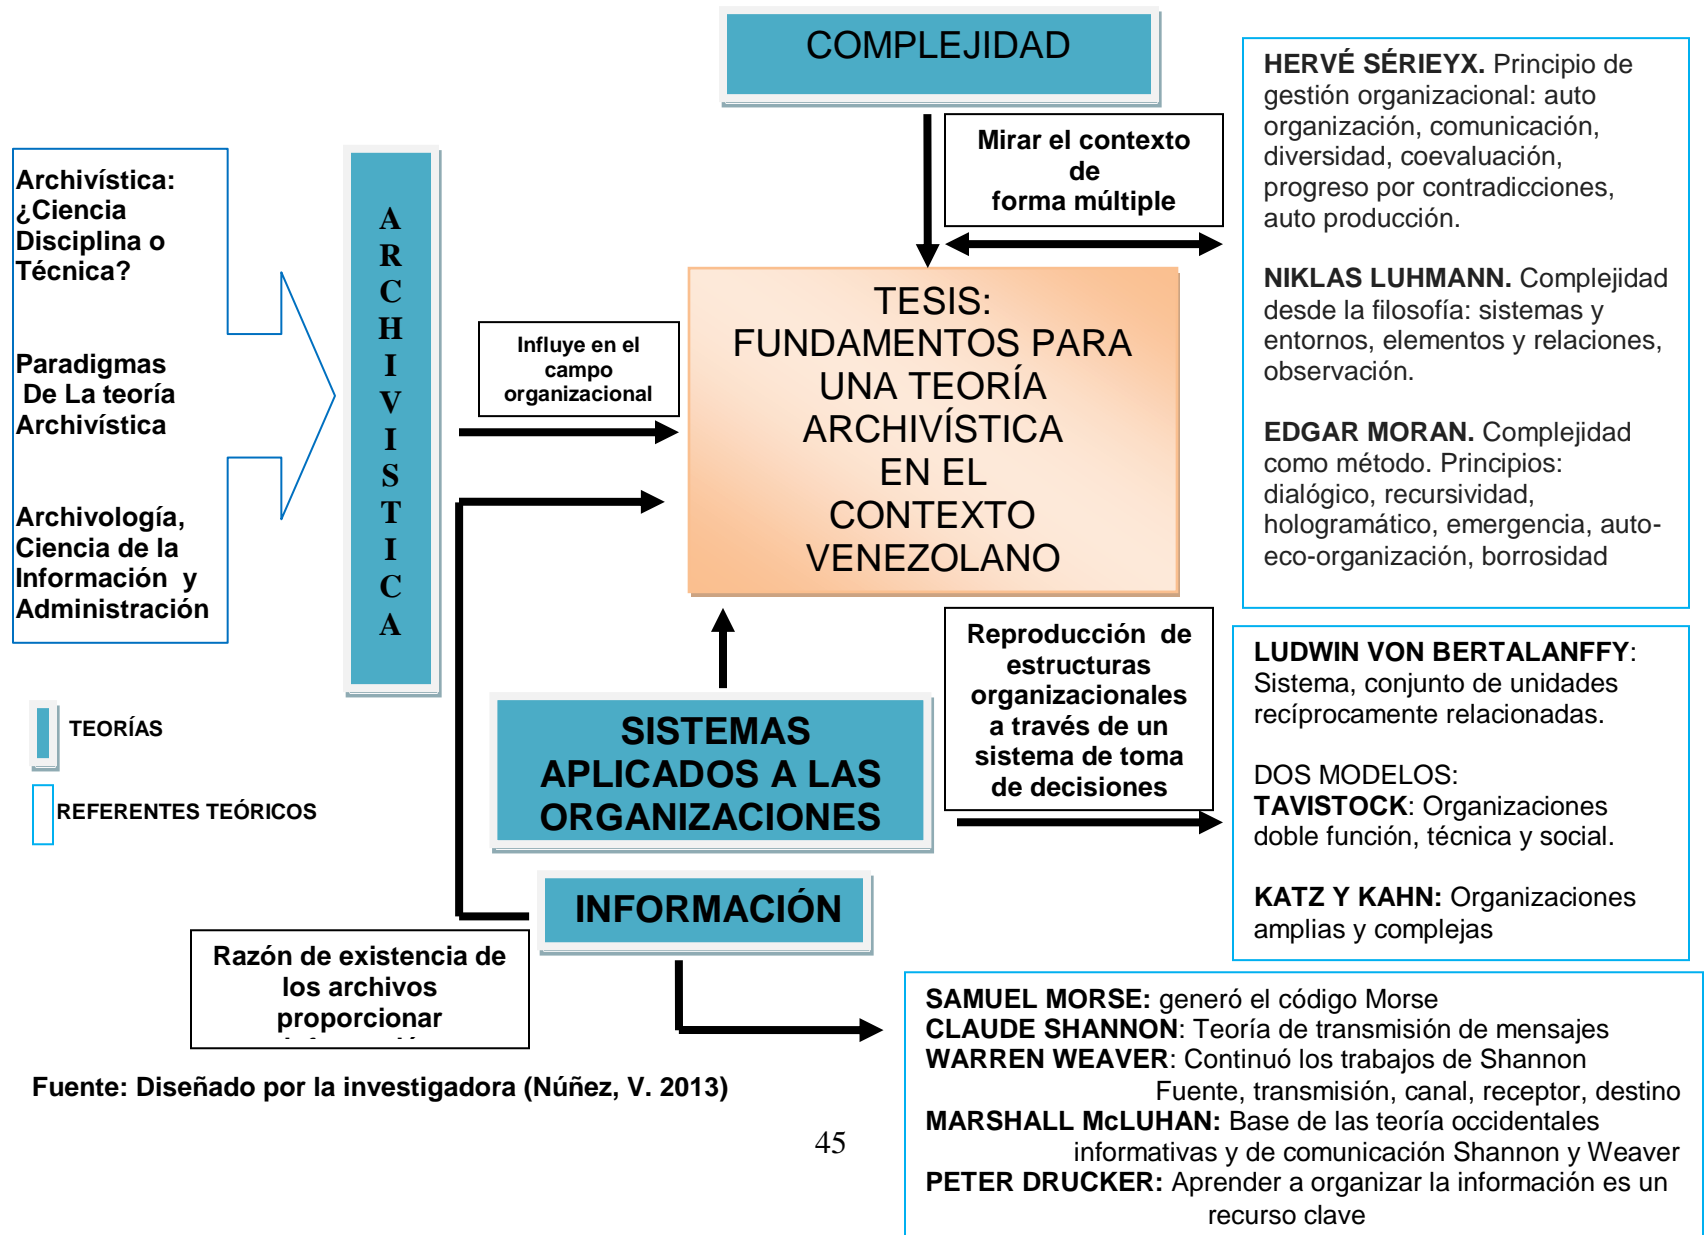 COMPLEJIDAD
Mirar el contexto
de
forma múltiple
HERVÉ SÉRIEYX. Principio de
gestión organizacional: auto
organización, comunicación,
diversidad, coevaluación,
progreso por contradicciones,
auto producción.
NIKLAS LUHMANN. Complejidad
desde la filosofía: sistemas y
entornos, elementos y relaciones,
observación.
EDGAR MORAN. Complejidad
como método. Principios:
dialógico, recursividad,
hologramático, emergencia, auto-
eco-organización, borrosidad
Archivística:
¿Ciencia
Disciplina o
Técnica?
Paradigmas
De La teoría
Archivística
Archivología,
Ciencia de la
Información y
Administración
A
R
C
H
I
V
I
S
T
I
C
A
Influye en el
campo
organizacional
TESIS:
FUNDAMENTOS PARA
UNA TEORÍA
ARCHIVÍSTICA
EN EL
CONTEXTO
VENEZOLANO
Reproducción de
estructuras
organizacionales
a través de un
sistema de toma
de decisiones
LUDWIN VON BERTALANFFY:
Sistema, conjunto de unidades
recíprocamente relacionadas.
DOS MODELOS:
TAVISTOCK: Organizaciones
doble función, técnica y social.
KATZ Y KAHN: Organizaciones
amplias y complejas
TEORÍAS
REFERENTES TEÓRICOS
SISTEMAS
APLICADOS A LAS
ORGANIZACIONES
INFORMACIÓN
Razón de existencia de
los archivos
proporcionar
SAMUEL MORSE: generó el código Morse
CLAUDE SHANNON: Teoría de transmisión de mensajes
WARREN WEAVER: Continuó los trabajos de Shannon
Fuente, transmisión, canal, receptor, destino
MARSHALL McLUHAN: Base de las teoría occidentales
informativas y de comunicación Shannon y Weaver
PETER DRUCKER: Aprender a organizar la información es un
recurso clave
Fuente: Diseñado por la investigadora (Núñez, V. 2013)
45